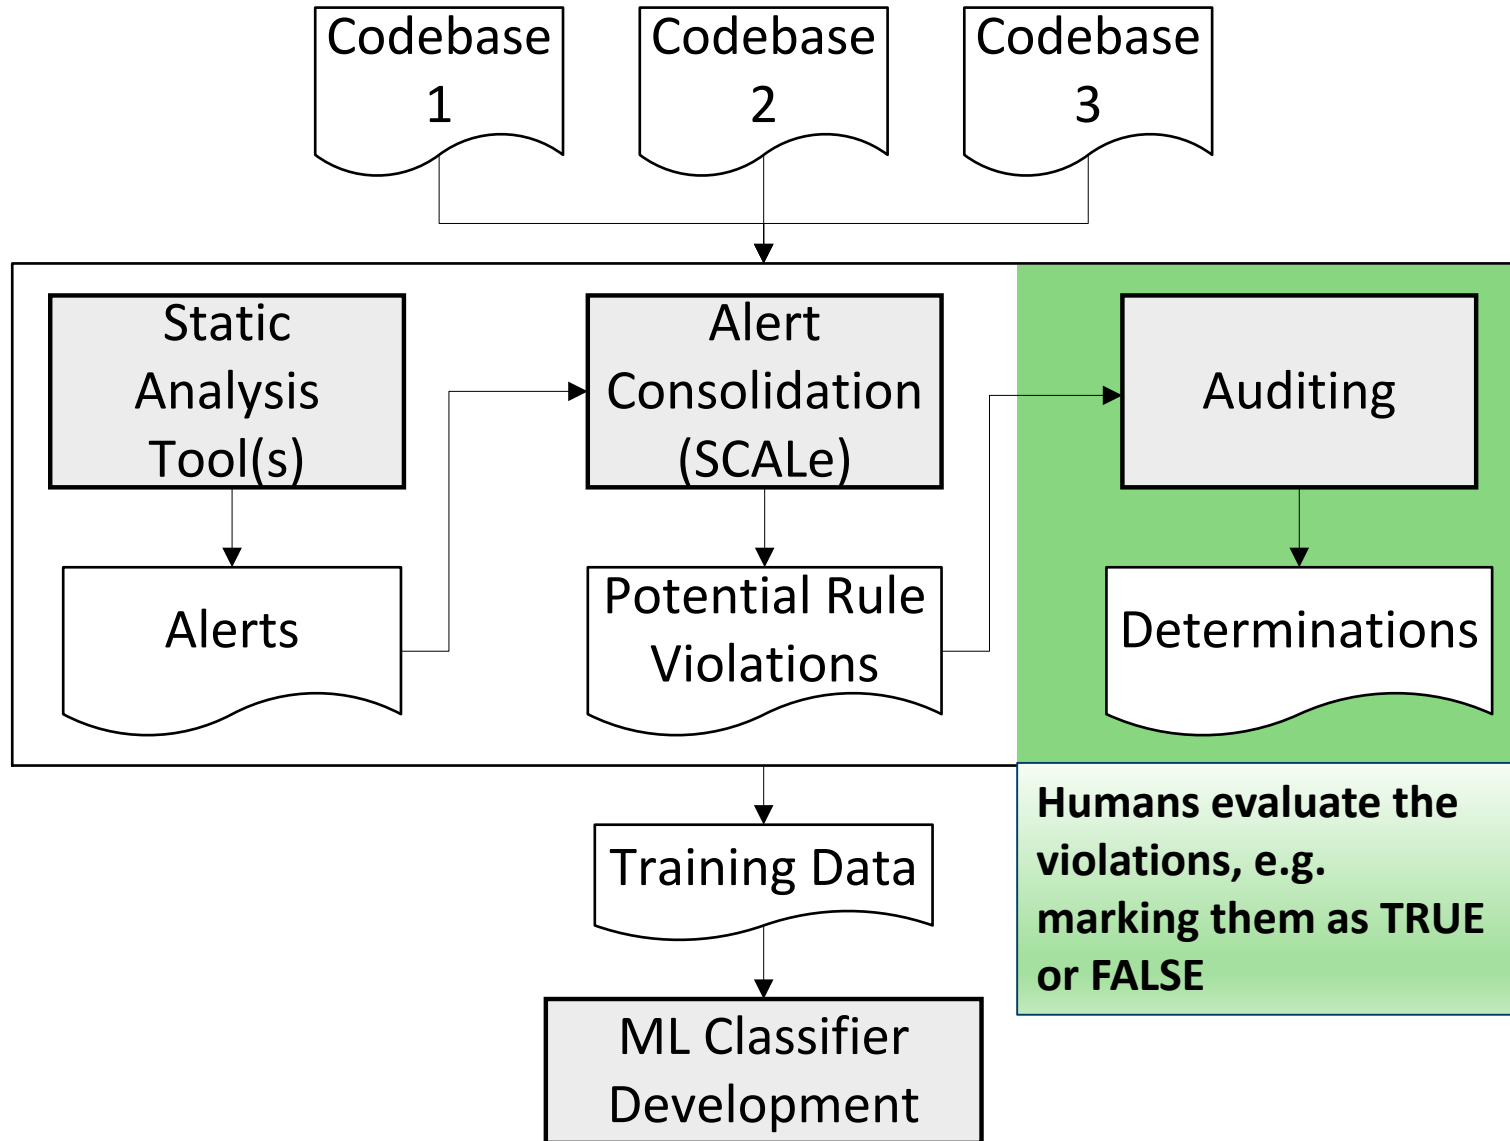 Codebase
1
Codebase
2
Codebase
3
Static
Analysis
Tool(s)
Alert
Consolidation
(SCALe)
Auditing
Alerts
Potential Rule
Violations
Determinations
Humans evaluate the
violations, e.g.
marking them as TRUE
or FALSE
Training Data
ML Classifier
Development